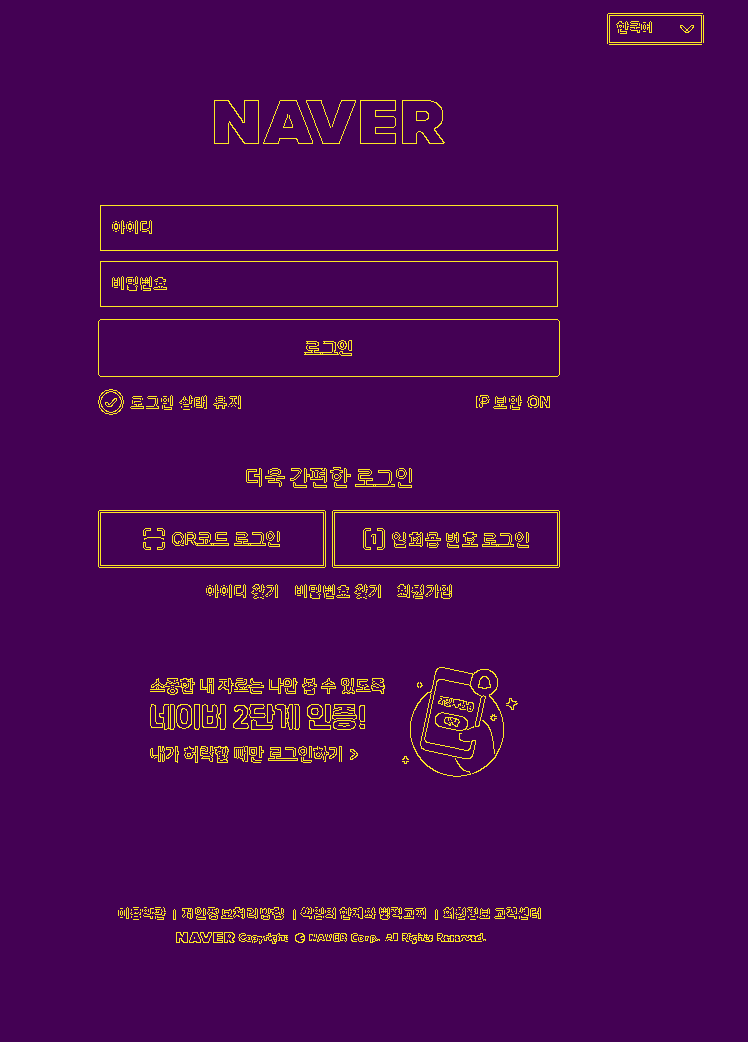 한국어
NAVER
아이디
비밀번호
로그인
로그인 상태 유지 IP 보안 ON
더욱 간편한 로그인
QR코드 로그인 [1] 일회용 번호 로그인
아이디 찾기 비밀번호 찾기 회원가입
소중한 내 자료는 나만 볼 수 있도록
네이버 2단계 인증!
내가 허락할 때만 로그인하기 >
이용약관 | 개인정보처리방침 | 책임의 한계와 법적고지 | 회원정보 고객센터
NAVER Copyright © NAVER Corp. All Rights Reserved.